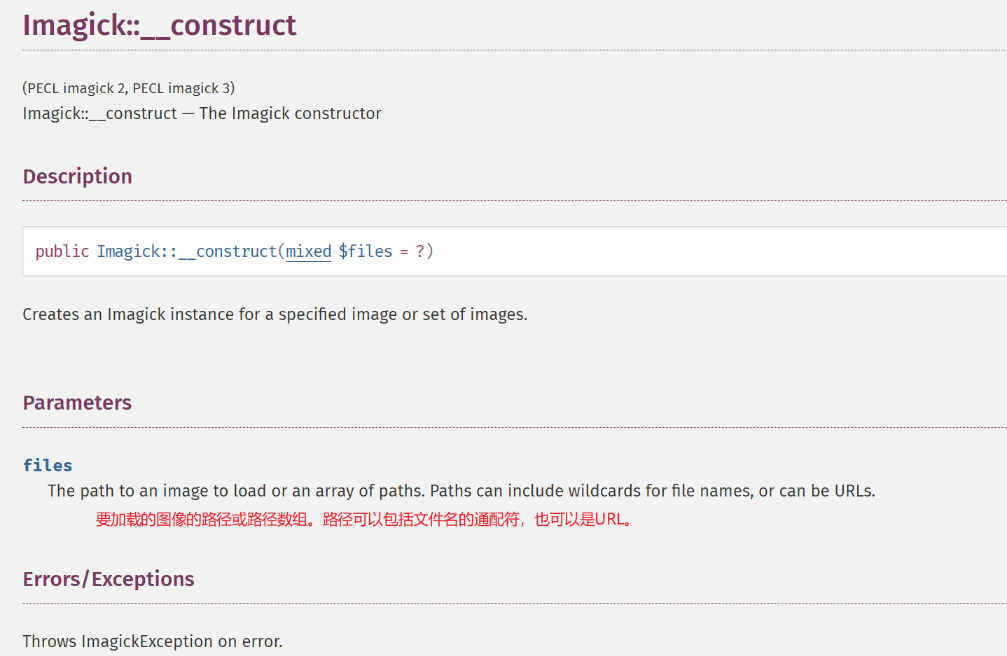 Imagick::__construct
(PECL imagick 2, PECL imagick 3)
Imagick::__construct — The Imagick constructor
Description
public Imagick::__construct(mixed $files = ?)
Creates an Imagick instance for a specified image or set of images.
Parameters
files
The path to an image to load or an array of paths. Paths can include wildcards for file names, or can be URLs.
要加载的图像的路径或路径数组。路径可以包括文件名的通配符，也可以是URL。
Errors/Exceptions
Throws ImagickException on error.